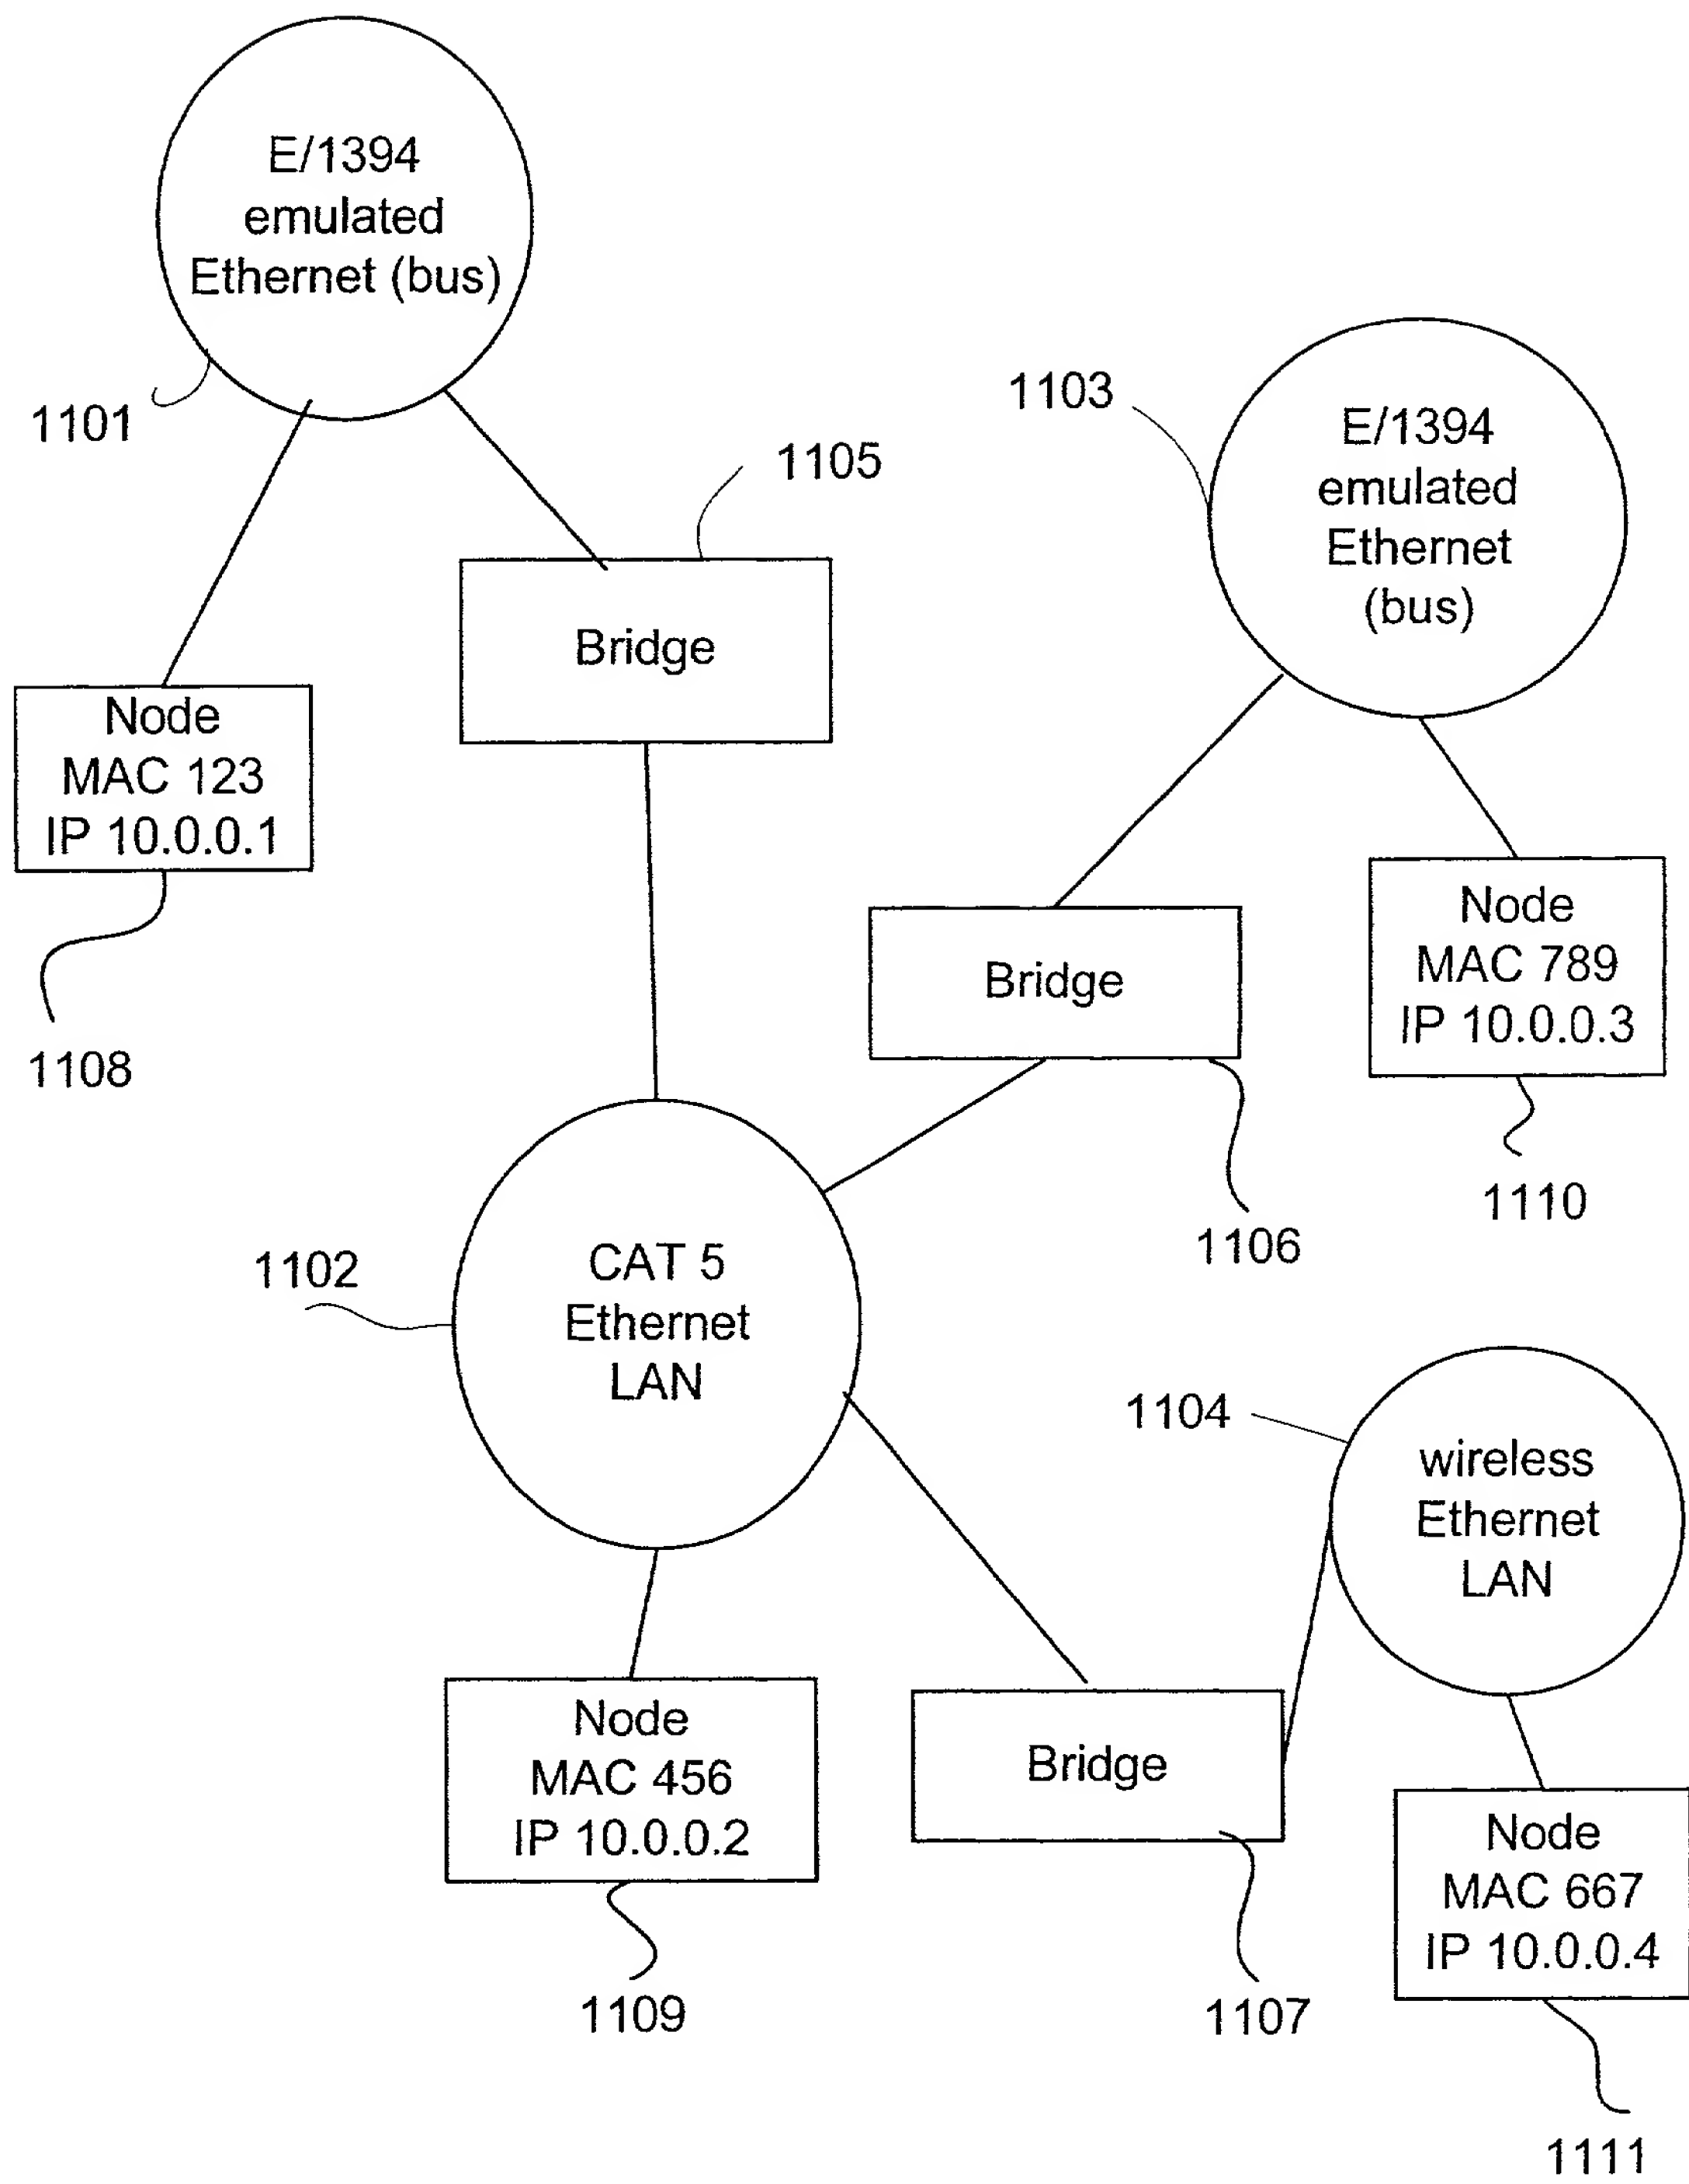 E/1394
emulated
Ethernet (bus)
1101
1105
Bridge
Node
MAC 123
IP 10.0.0.1
1108
1103
E/1394
emulated
Ethernet
(bus)
Bridge
1106
Node
MAC 789
IP 10.0.0.3
1110
1102
CAT 5
Ethernet
LAN
1104
wireless
Ethernet
LAN
Node
MAC 456
IP 10.0.0.2
1109
Bridge
1107
Node
MAC 667
IP 10.0.0.4
1111